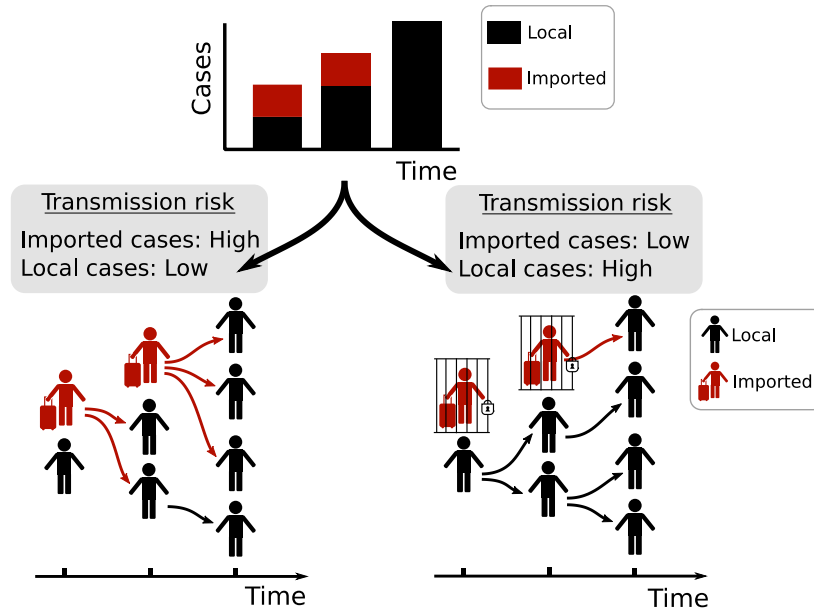 Cases
Local
Imported
Time
Transmission risk
Imported cases: High
Local cases: Low
Transmission risk
Imported cases: Low
Local cases: High
Local
Imported
Time
Time